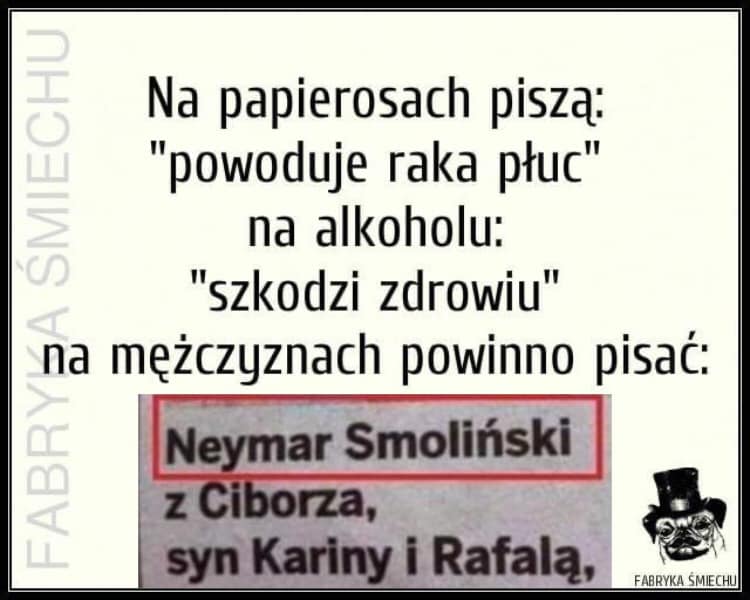 FABRYKA ŚMIECHU
Na papierosach piszą:
"powoduje raka płuc"
na alkoholu:
"szkodzi zdrowiu"
na mężczyznach powinno pisać:
Neymar Smoliński
z Ciborza,
syn Kariny i Rafalą,
FABRYKA ŚMIECHU